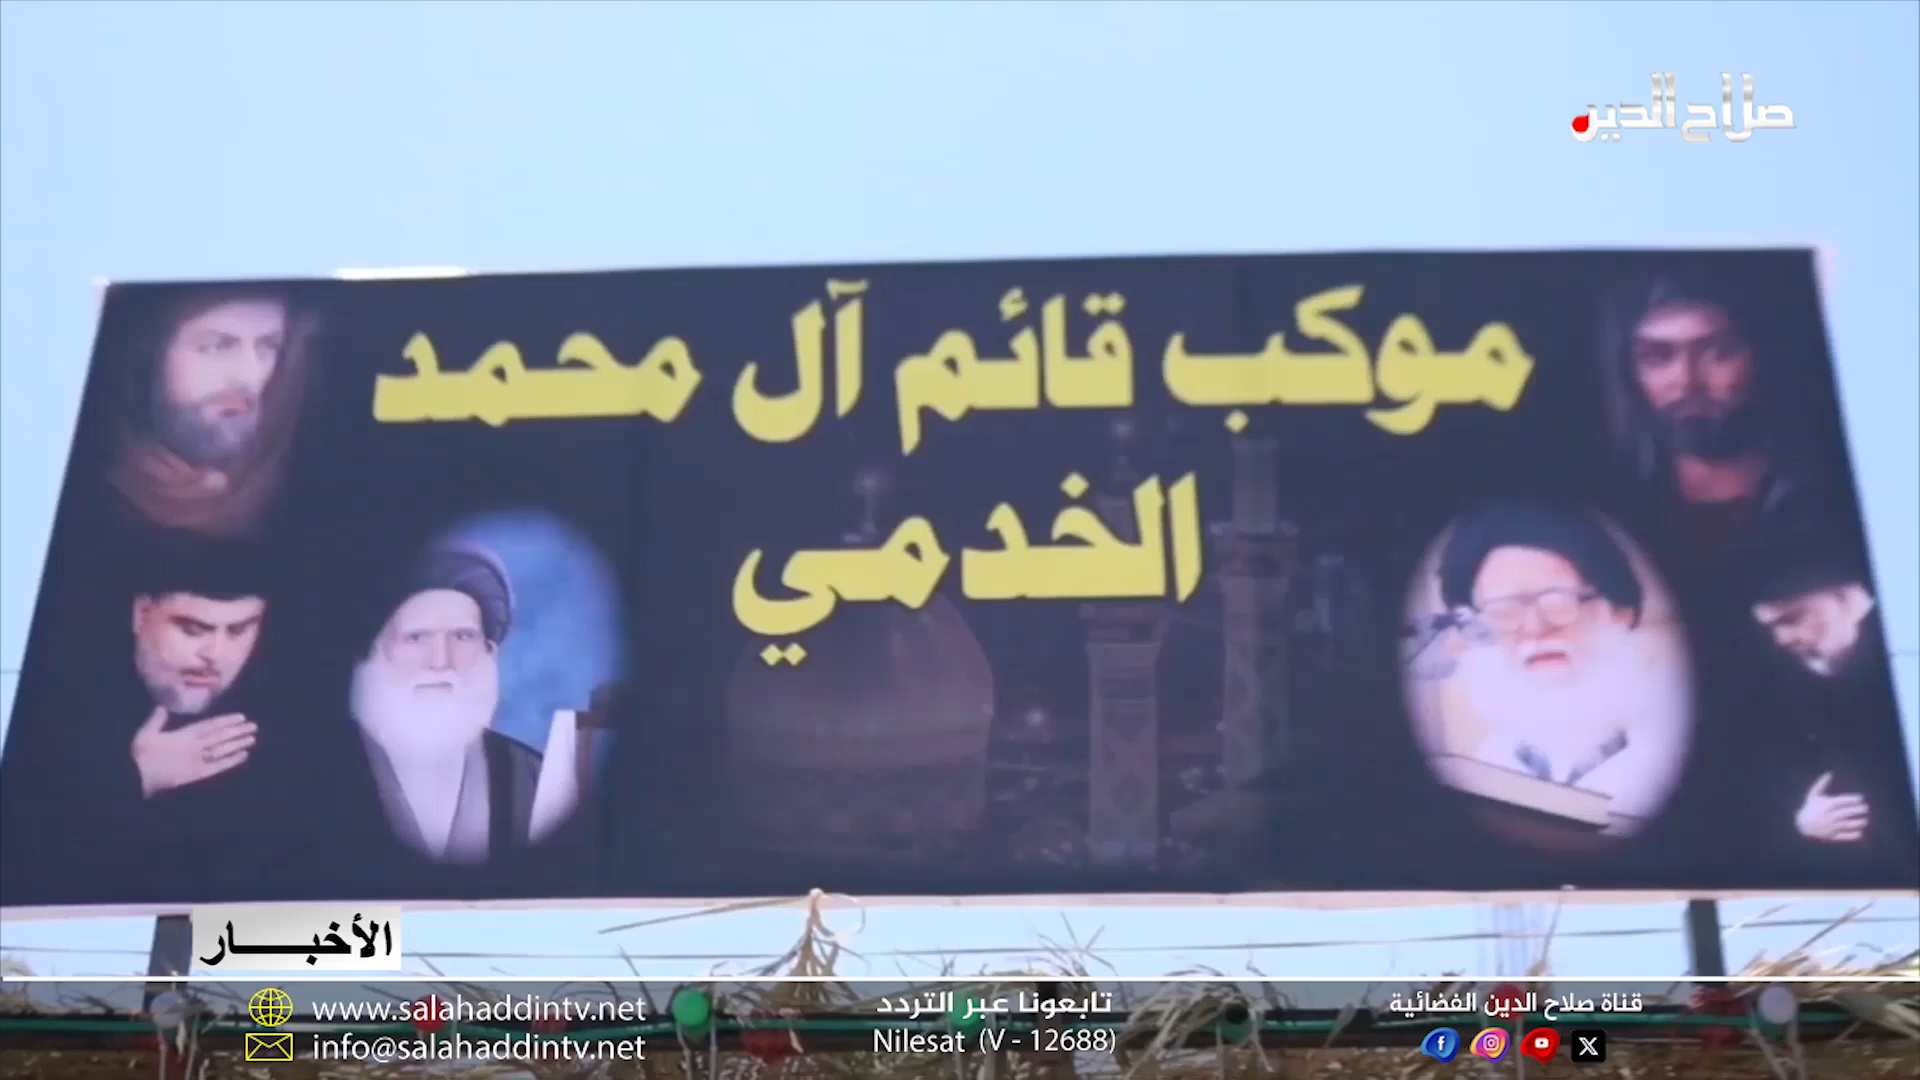 صلاح الدين
موكب قائم آل محمد
الخدمي
الأخبار
www.salahaddintv.net
info@salahaddintv.net
تابعونا عبر التردد
Nilesat (V - 12688)
قناة صلاح الدين الفضائية